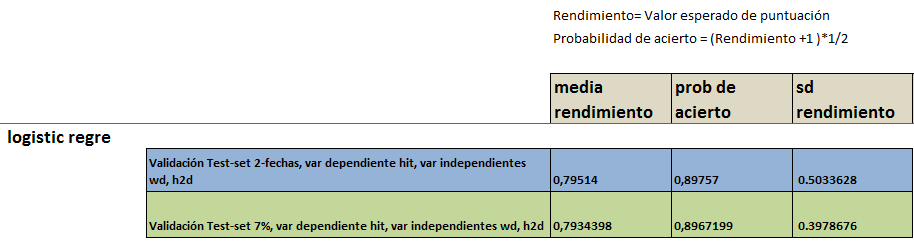 Rendimiento= Valor esperado de puntuación
Probabilidad de acierto = (Rendimiento +1 )*1/2
media rendimiento
prob de acierto
sd rendimiento
logistic regre
Validación Test-set 2-fechas, var dependiente hit, var independientes wd, h2d
0,79514
0,89757
0.5033628
Validación Test-set 7%, var dependiente hit, var independientes wd, h2d
0,7934398
0,8967199
0.3978676